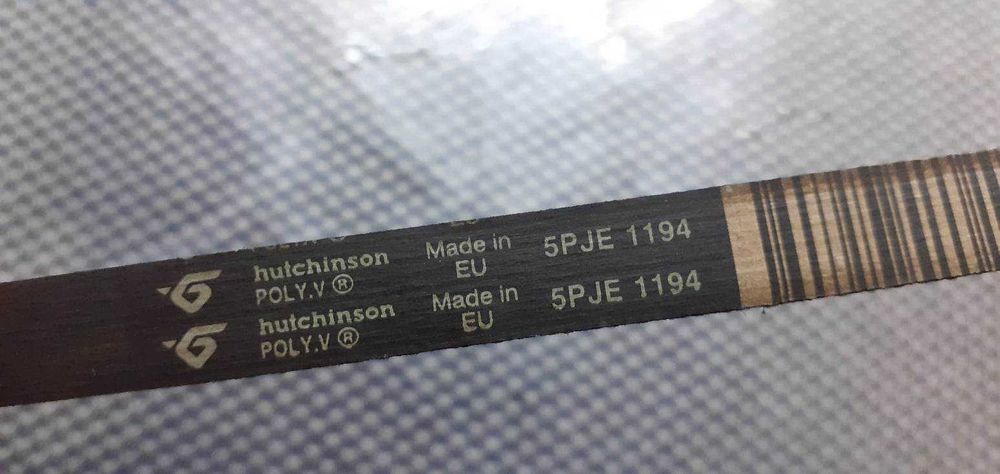 hutchinson
POLY.V ®
Made in
EU
5PJE 1194
hutchinson
POLY.V ®
Made in
EU
5PJE 1194